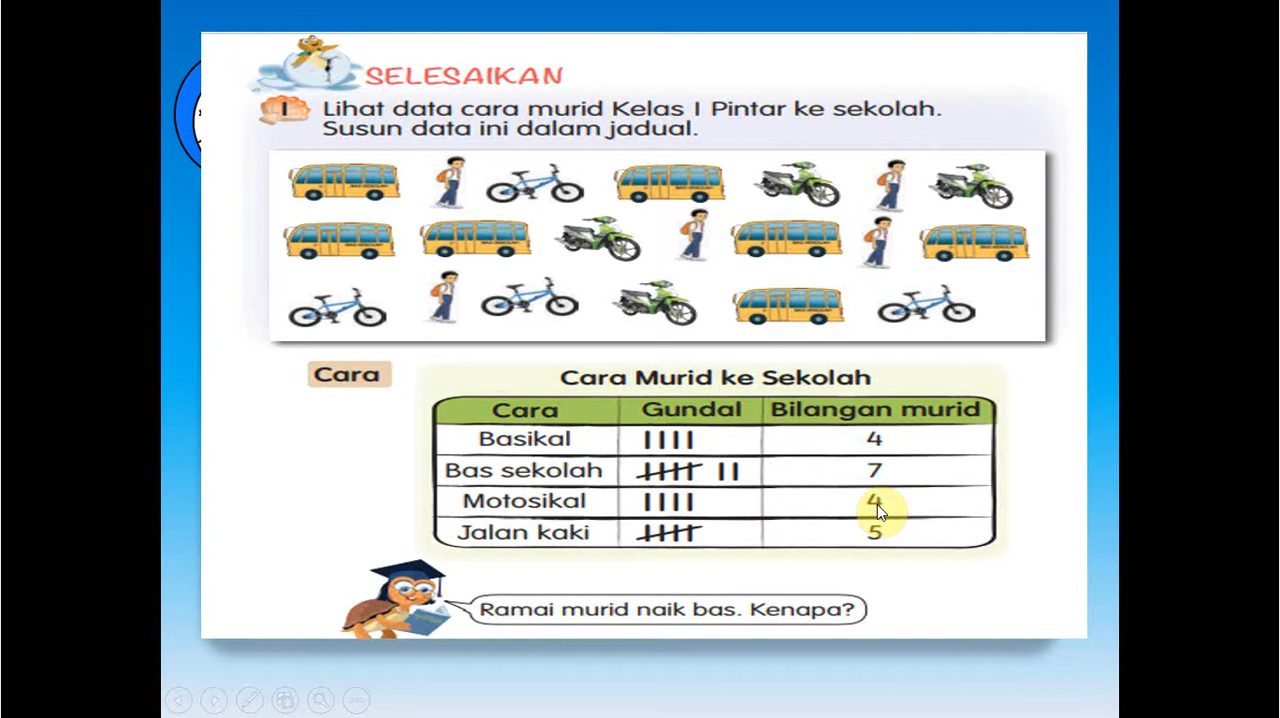 SELESAIKAN
1 Lihat data cara murid Kelas 1 Pintar ke sekolah.
Susun data ini dalam jadual.
Cara
Cara Murid ke Sekolah
Cara Gundal Bilangan murid
Basikal 4
Bas sekolah 7
Motosikal 4
Jalan kaki 5
Ramai murid naik bas. Kenapa?